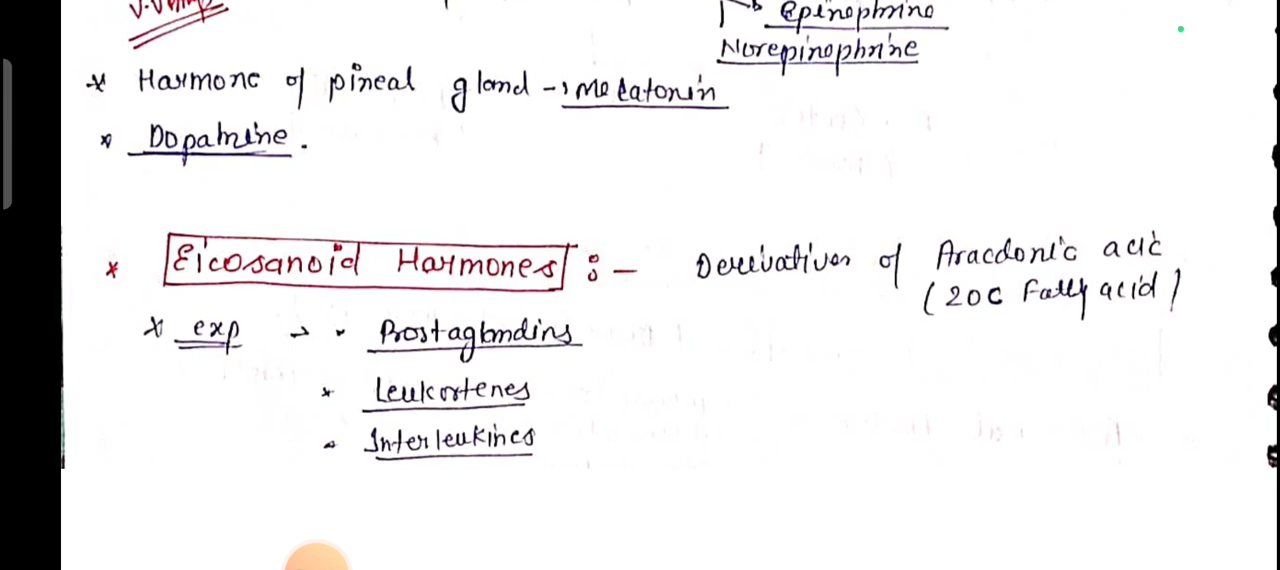 V.V.Imp
Epinephrine
Norepinephrine
* Harmone of pineal gland → melatonin
* Dopamine.
* Eicosanoid Harmones :- Derivatives of Aracdonic acid
(20C Fatty acid)
* exp → • Prostaglandins
* Leukortenes
* Interleukines